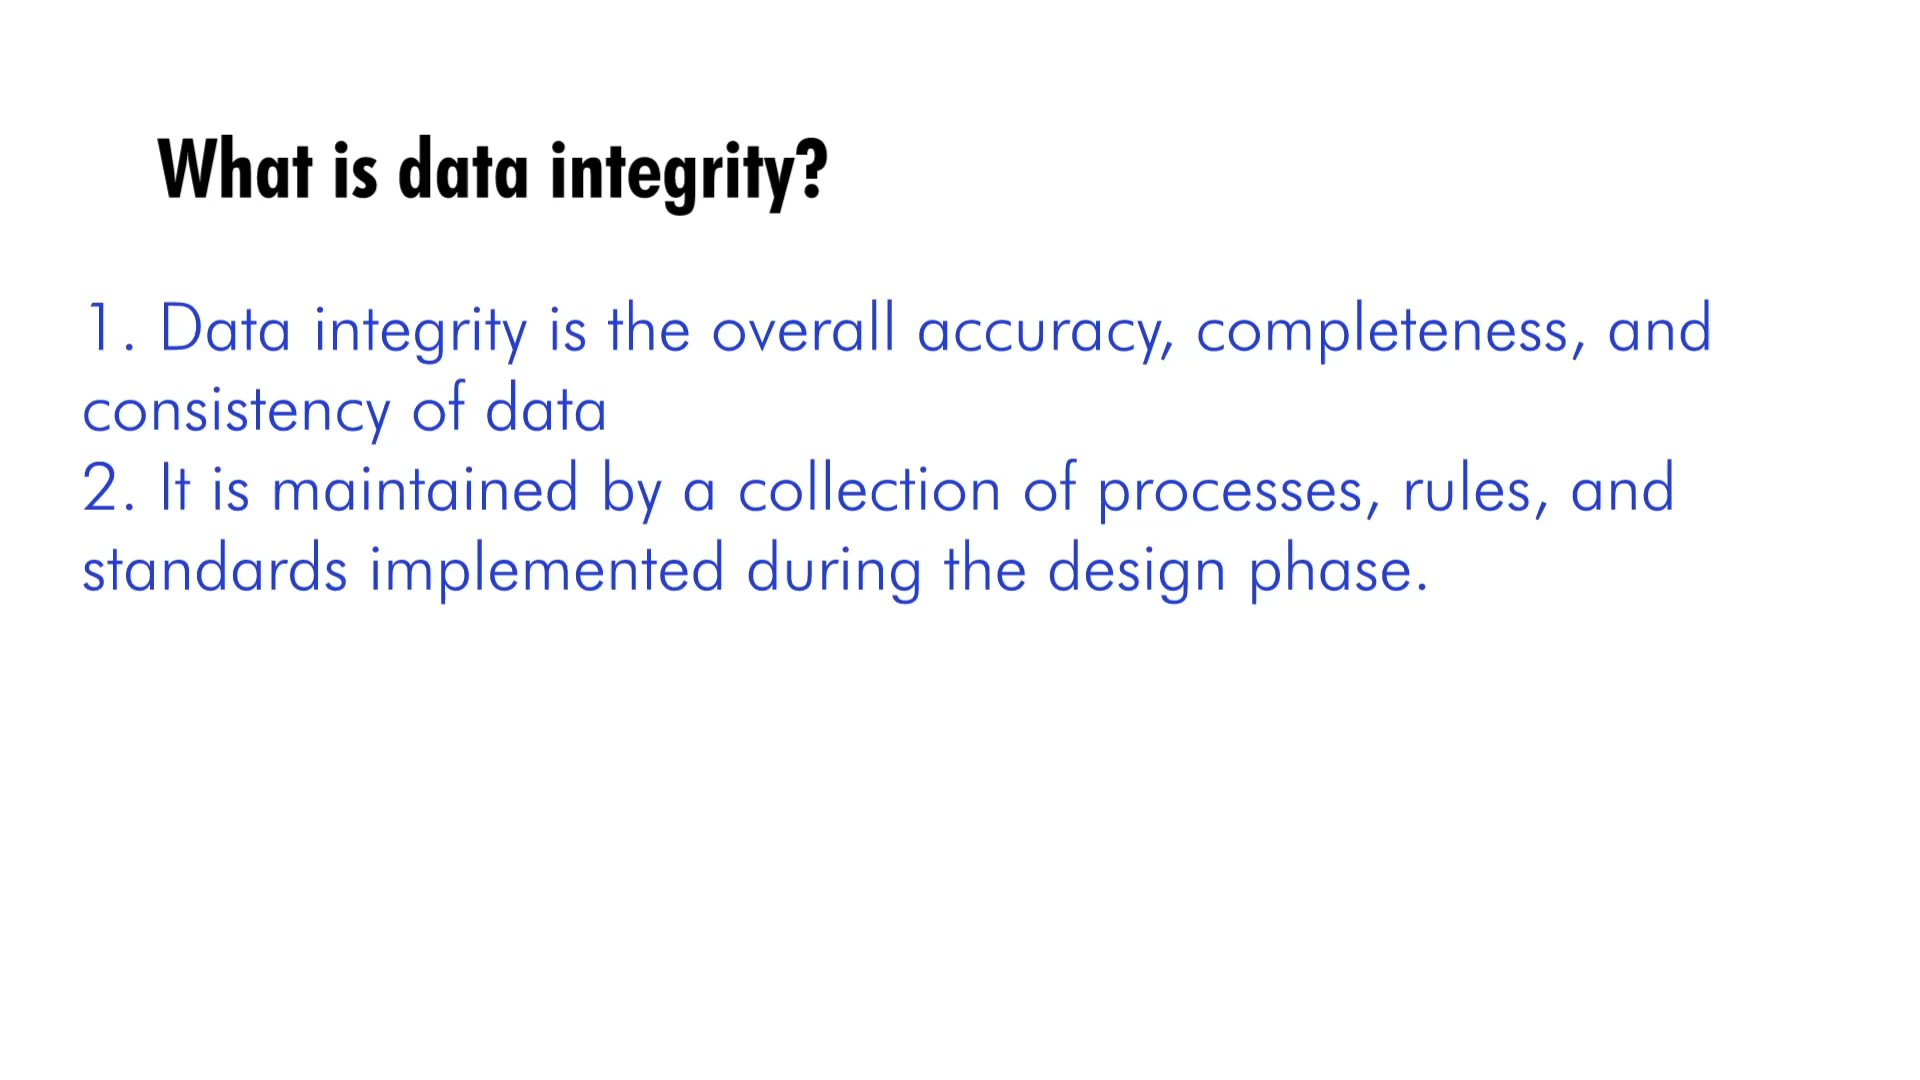 What is data integrity?
1. Data integrity is the overall accuracy, completeness, and
consistency of data
2. It is maintained by a collection of processes, rules, and
standards implemented during the design phase.